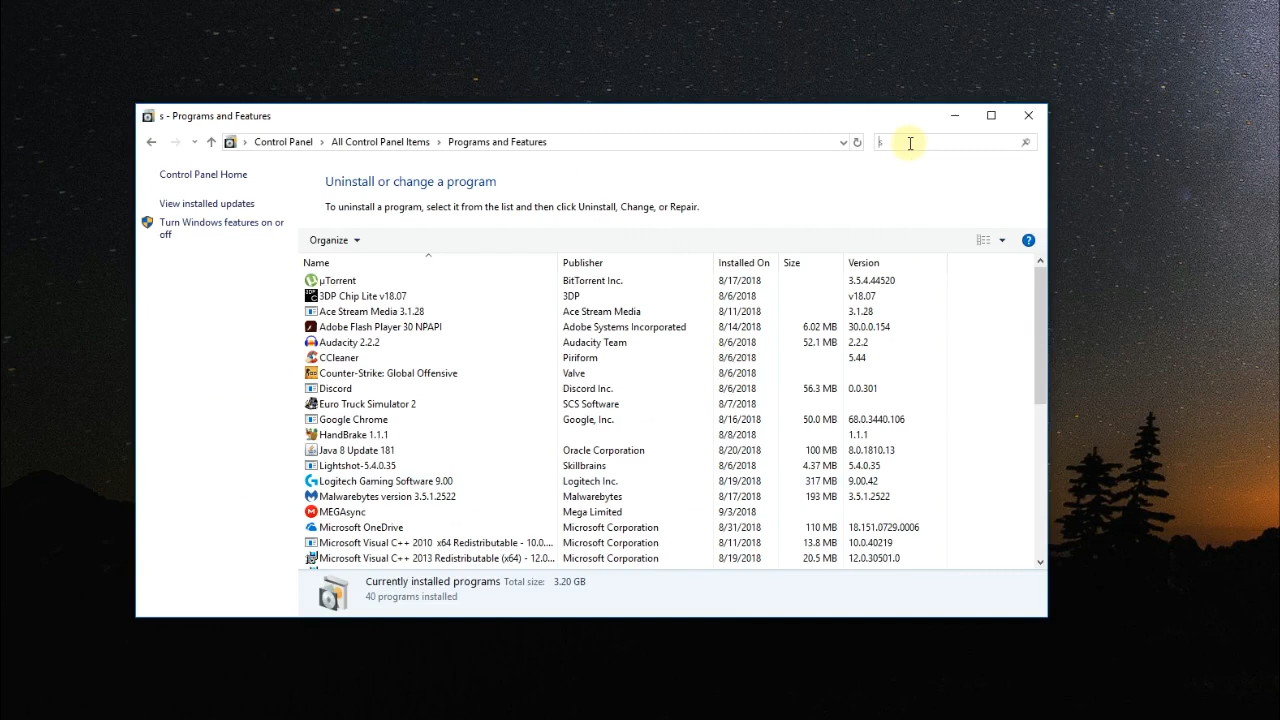 s - Programs and Features
Control Panel All Control Panel Items Programs and Features s
Control Panel Home
View installed updates
Turn Windows features on or
off
Uninstall or change a program
To uninstall a program, select it from the list and then click Uninstall, Change, or Repair.
Organize
Name Publisher Installed On Size Version
µTorrent BitTorrent Inc. 8/17/2018 3.5.4.44520
3DP Chip Lite v18.07 3DP 8/6/2018 v18.07
Ace Stream Media 3.1.28 Ace Stream Media 8/11/2018 3.1.28
Adobe Flash Player 30 NPAPI Adobe Systems Incorporated 8/14/2018 6.02 MB 30.0.0.154
Audacity 2.2.2 Audacity Team 8/6/2018 52.1 MB 2.2.2
CCleaner Piriform 8/6/2018 5.44
Counter-Strike: Global Offensive Valve 8/6/2018
Discord Discord Inc. 8/6/2018 56.3 MB 0.0.301
Euro Truck Simulator 2 SCS Software 8/7/2018
Google Chrome Google, Inc. 8/16/2018 50.0 MB 68.0.3440.106
HandBrake 1.1.1 8/8/2018 1.1.1
Java 8 Update 181 Oracle Corporation 8/20/2018 100 MB 8.0.1810.13
Lightshot-5.4.0.35 Skillbrains 8/6/2018 4.37 MB 5.4.0.35
Logitech Gaming Software 9.00 Logitech Inc. 8/19/2018 317 MB 9.00.42
Malwarebytes version 3.5.1.2522 Malwarebytes 8/17/2018 193 MB 3.5.1.2522
MEGAsync Mega Limited 9/3/2018
Microsoft OneDrive Microsoft Corporation 8/31/2018 110 MB 18.151.0729.0006
Microsoft Visual C++ 2010 x64 Redistributable - 10.0.... Microsoft Corporation 8/11/2018 13.8 MB 10.0.40219
Microsoft Visual C++ 2013 Redistributable (x64) - 12.0... Microsoft Corporation 8/19/2018 20.5 MB 12.0.30501.0
Currently installed programs Total size: 3.20 GB
40 programs installed